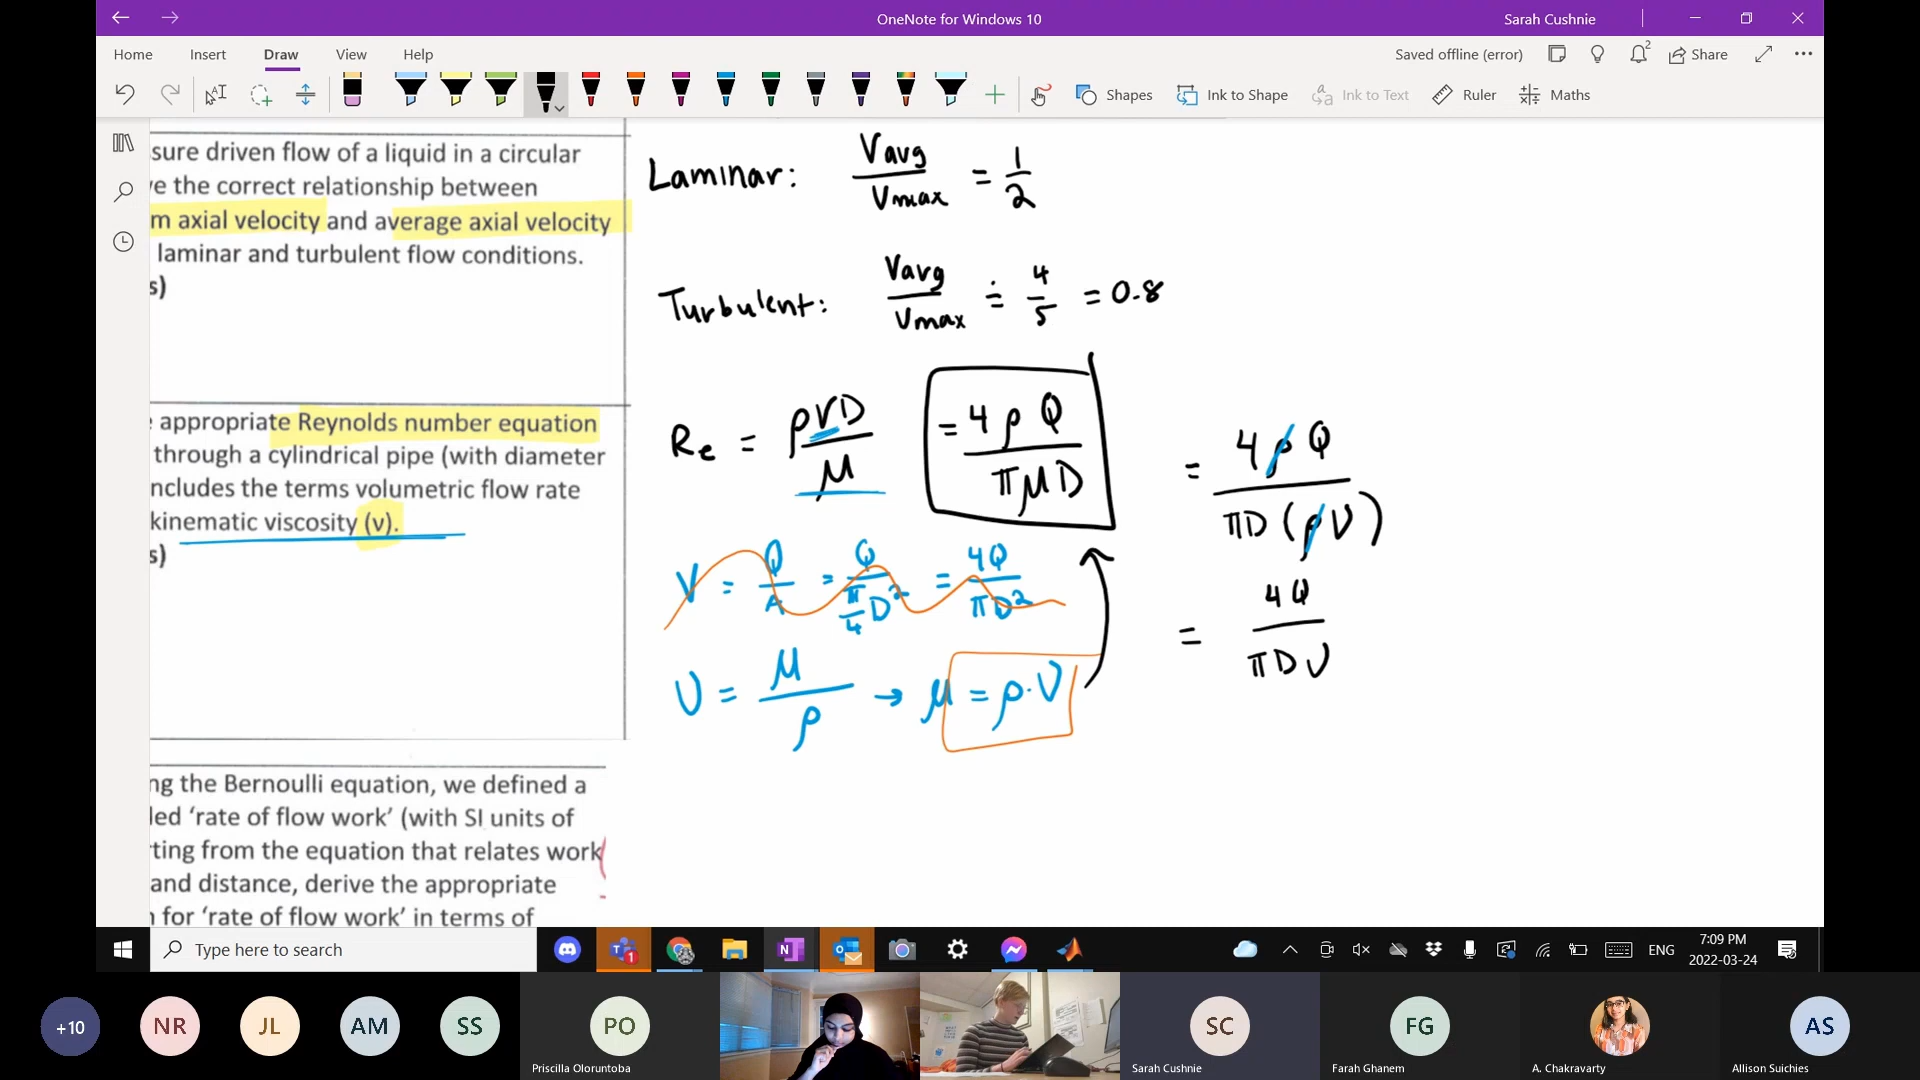 OneNote for Windows 10
Sarah Cushnie
Home Insert Draw View Help
Saved offline (error) 2 Share
Shapes Ink to Shape Ink to Text Ruler Maths
sure driven flow of a liquid in a circular
e the correct relationship between
m axial velocity and average axial velocity
laminar and turbulent flow conditions.
s)
appropriate Reynolds number equation
through a cylindrical pipe (with diameter
ncludes the terms volumetric flow rate
kinematic viscosity (ν).
s)
ng the Bernoulli equation, we defined a
led ‘rate of flow work’ (with SI units of
ting from the equation that relates work
and distance, derive the appropriate
n for ‘rate of flow work’ in terms of
Laminar: Vavg / Vmax = 1/2
Turbulent: Vavg / Vmax ≐ 4/5 = 0.8
Re = ρVD / μ = 4ρQ / πμD = 4ρQ / πD(ρν)
= 4Q / πDν
V = Q/A = Q / (π/4 D²) = 4Q / πD²
ν = μ/ρ → μ = ρ·ν
Type here to search
1
ENG
7:09 PM
2022-03-24
+10 NR JL AM SS PO SC FG AS
Priscilla Oloruntoba
Sarah Cushnie
Farah Ghanem
A. Chakravarty
Allison Suichies